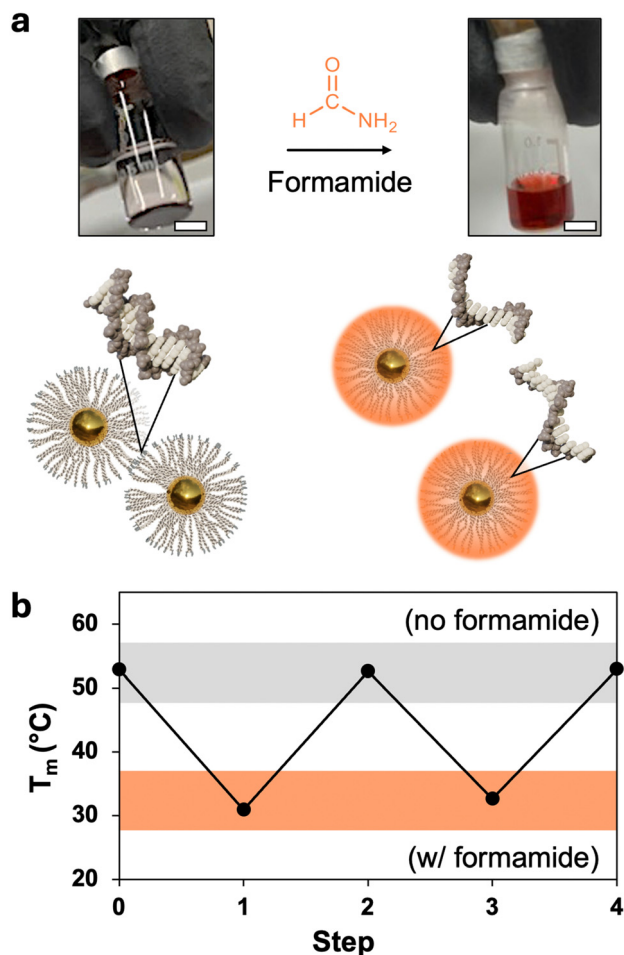 a
O
C
H
NH₂
Formamide
b
Tₘ (°C)
60
50
40
30
20
(no formamide)
(w/ formamide)
0
1
2
3
4
Step